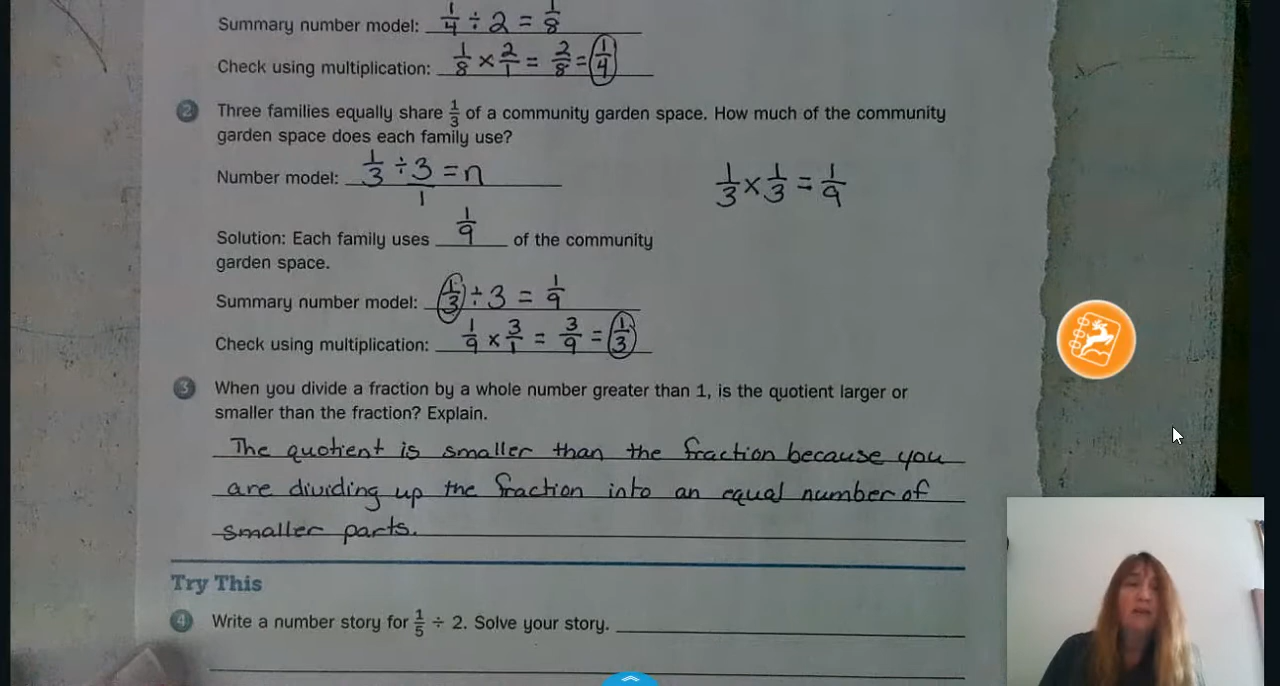 Summary number model: 1/4 ÷ 2 = 1/8
Check using multiplication: 1/8 × 2/1 = 2/8 = 1/4
2 Three families equally share 1/3 of a community garden space. How much of the community
garden space does each family use?
Number model: 1/3 ÷ 3/1 = n
1/3 × 1/3 = 1/9
Solution: Each family uses 1/9 of the community
garden space.
Summary number model: 1/3 ÷ 3 = 1/9
Check using multiplication: 1/9 × 3/1 = 3/9 = 1/3
3 When you divide a fraction by a whole number greater than 1, is the quotient larger or
smaller than the fraction? Explain.
The quotient is smaller than the fraction because you
are dividing up the fraction into an equal number of
smaller parts.
Try This
4 Write a number story for 1/5 ÷ 2. Solve your story.